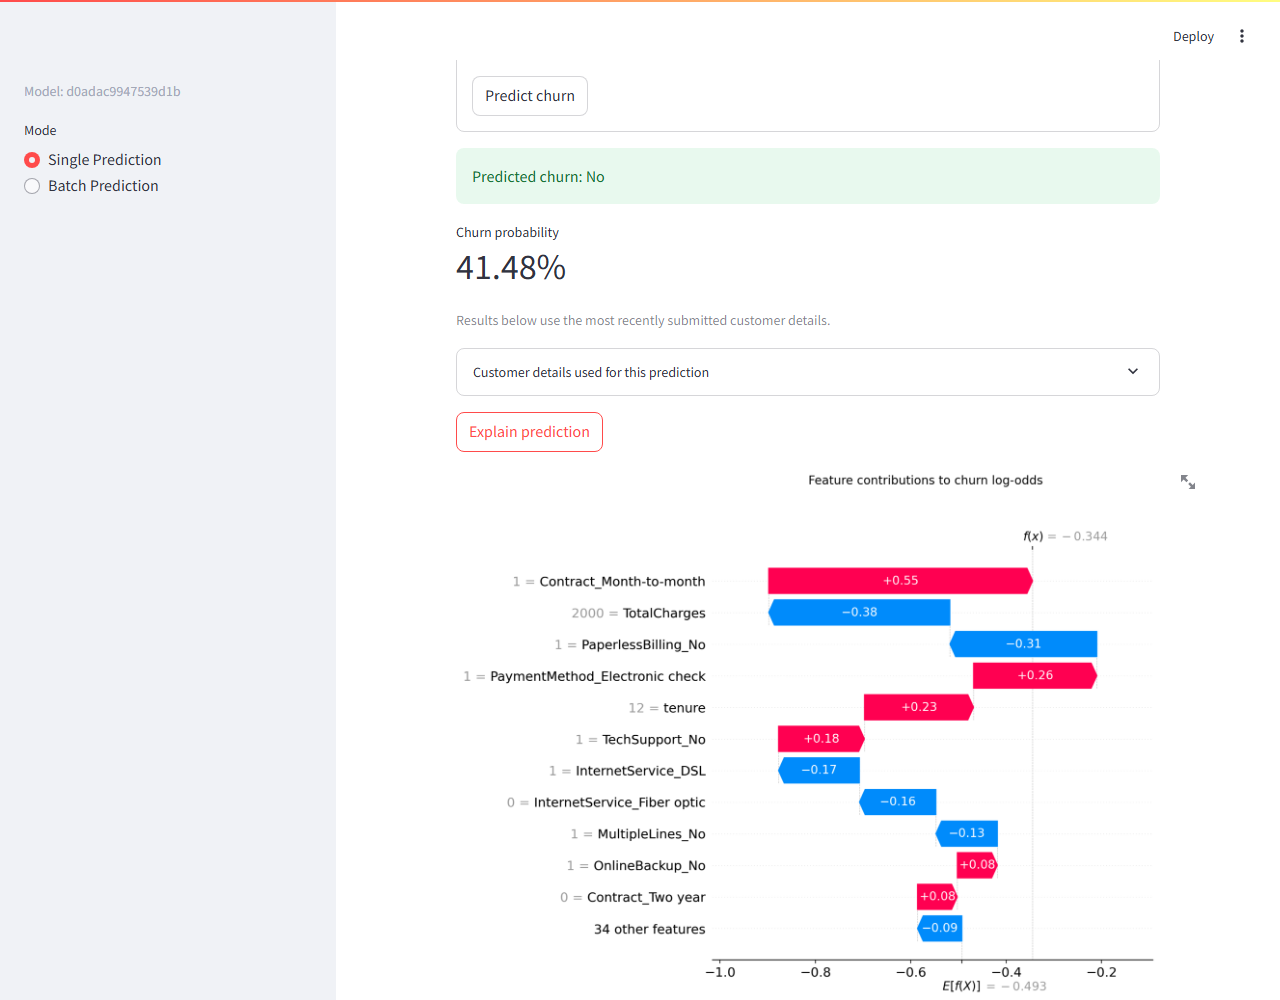 Deploy
Model: d0adac9947539d1b
Mode
Single Prediction
Batch Prediction
Predict churn
Predicted churn: No
Churn probability
41.48%
Results below use the most recently submitted customer details.
Customer details used for this prediction
Explain prediction
Feature contributions to churn log-odds
f(x) = −0.344
1 = Contract_Month-to-month +0.55
2000 = TotalCharges −0.38
1 = PaperlessBilling_No −0.31
1 = PaymentMethod_Electronic check +0.26
12 = tenure +0.23
1 = TechSupport_No +0.18
1 = InternetService_DSL −0.17
0 = InternetService_Fiber optic −0.16
1 = MultipleLines_No −0.13
1 = OnlineBackup_No +0.08
0 = Contract_Two year +0.08
34 other features −0.09
−1.0 −0.8 −0.6 −0.4 −0.2
E[f(X)] = −0.493